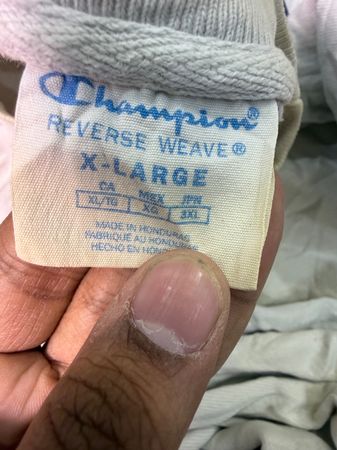 Champion®
REVERSE WEAVE®
X-LARGE
CA MEX JPN
XL/TG XG 3XL
MADE IN HONDURAS
FABRIQUÉ AU HONDURAS
HECHO EN